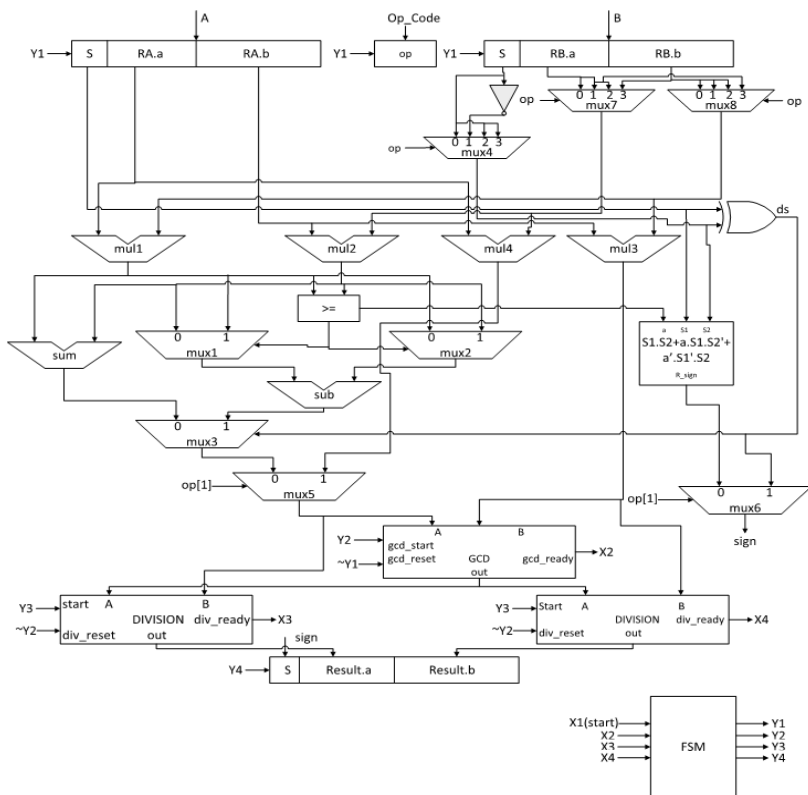 A Op_Code B
Y1 S RA.a RA.b Y1 op Y1 S RB.a RB.b
0 1 2 3 0 1 2 3
op mux7 mux8 op
0 1 2 3
op mux4
ds
mul1 mul2 mul4 mul3
>=
a S1 S2
0 1 0 1
sum mux1 mux2
S1.S2+a.S1.S2'+
a'.S1'.S2
R_sign
sub
0 1
mux3
0 1
op[1] mux5
0 1
op[1] mux6
sign
A B
Y2 gcd_start
~Y1 gcd_reset GCD gcd_ready X2
out
start A B
Y3 DIVISION div_ready X3
~Y2 div_reset out
Start A B
Y3 DIVISION div_ready X4
~Y2 div_reset out
sign
Y4 S Result.a Result.b
X1(start) Y1
X2 Y2
X3 FSM Y3
X4 Y4